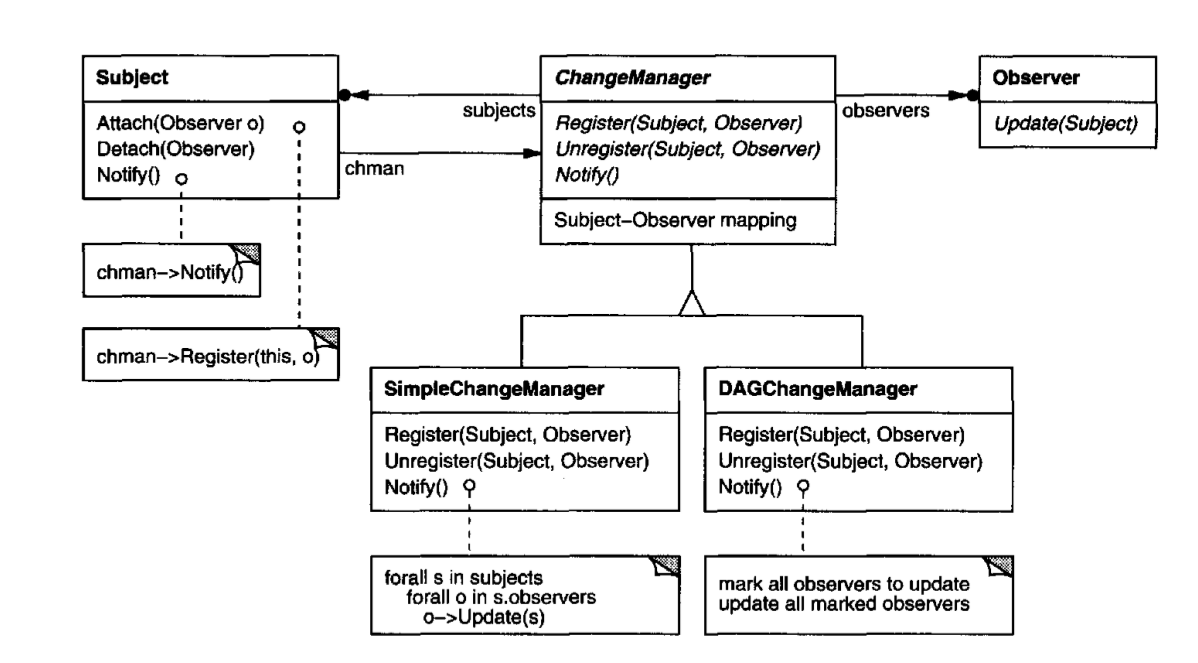 Subject
Attach(Observer o)
Detach(Observer)
Notify()
chman->Notify()
chman->Register(this, o)
subjects
chman
ChangeManager
Register(Subject, Observer)
Unregister(Subject, Observer)
Notify()
Subject–Observer mapping
observers
Observer
Update(Subject)
SimpleChangeManager
Register(Subject, Observer)
Unregister(Subject, Observer)
Notify()
forall s in subjects
forall o in s.observers
o->Update(s)
DAGChangeManager
Register(Subject, Observer)
Unregister(Subject, Observer)
Notify()
mark all observers to update
update all marked observers